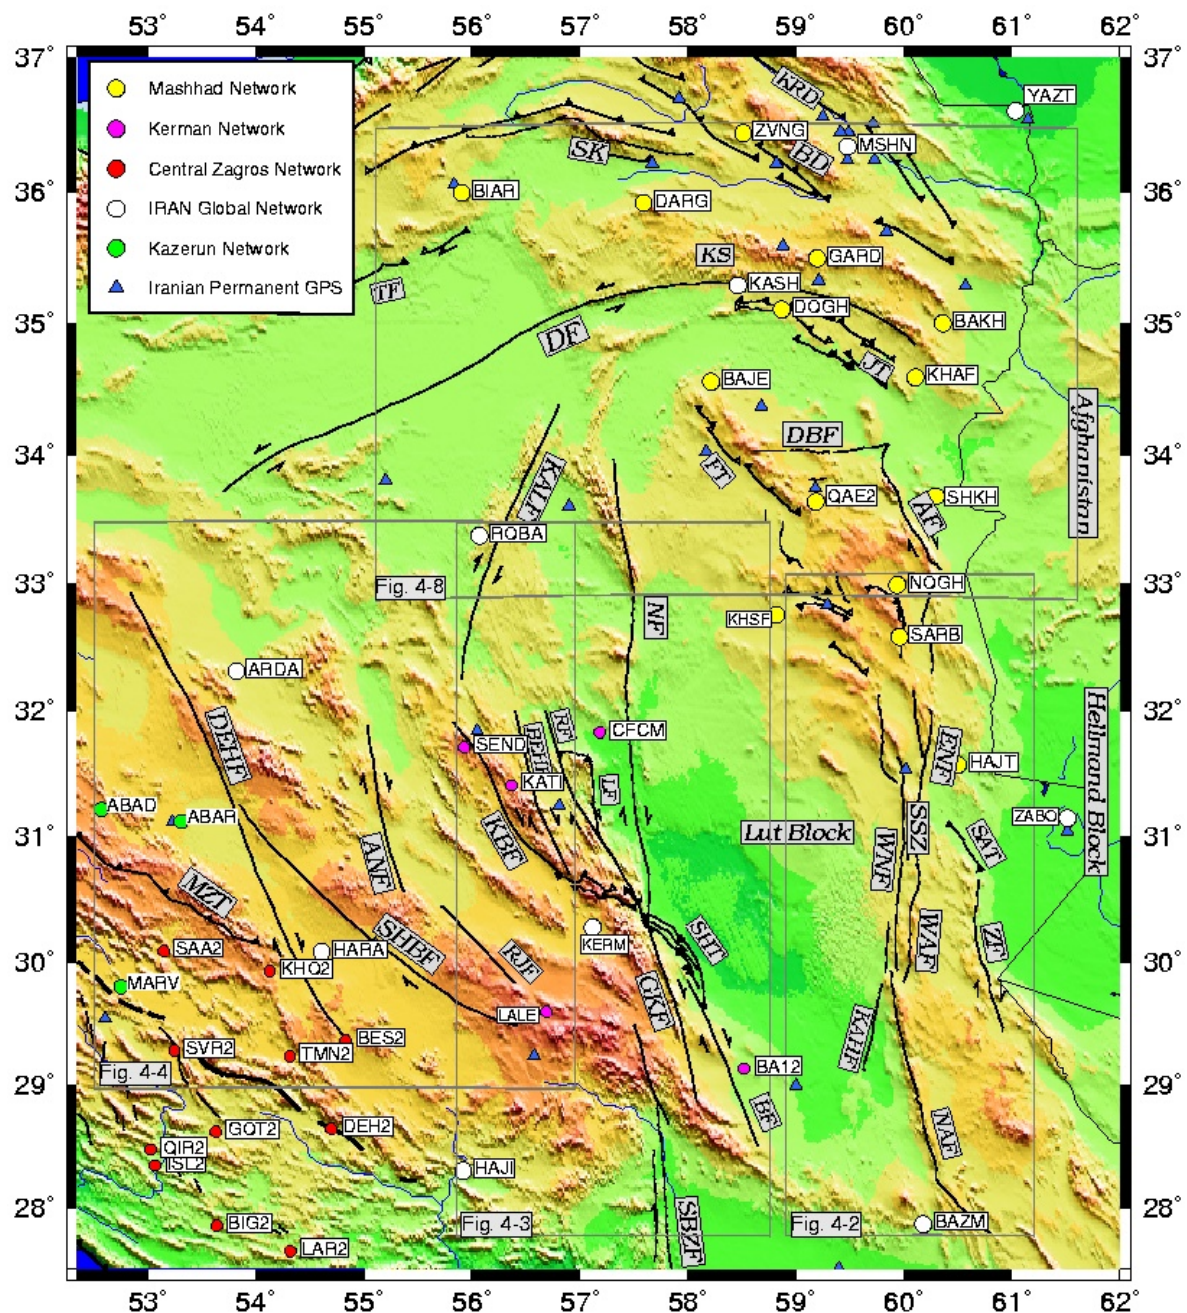 53° 54° 55° 56° 57° 58° 59° 60° 61° 62°
37° 37°
Mashhad Network
Kerman Network
Central Zagros Network
IRAN Global Network
Kazerun Network
Iranian Permanent GPS
KRD
YAZT
ZVNG
BD
MSHN
SK
36° 36°
BIAR
DARG
KS
GARD
KASH
TF
DOGH
35° 35°
BAKH
DF
JT
BAJE
KHAF
Afghanistan
DBF
34° 34°
FT
KALF
QAE2
SHKH
AF
RQBA
33° 33°
Fig. 4-8
NOGH
NF
KHSF
SARB
ARDA
32° 32°
DEHF
RF
CFCM
SEND
BEHF
ENF
HAJT
KATI
LF
Helmand Block
ABAD
ABAR
ZABO
31° 31°
KBF
Lut Block
SSZ
WNF
SAT
ANF
MZT
SAA2
HARA
SHBF
KERM
SHT
WAF
ZF
30° 30°
KHO2
RJF
MARV
GKF
LALE
KAHF
SVR2
BES2
TMN2
29° 29°
Fig. 4-4
BA12
BF
NAF
GOT2
DEH2
QIR2
ISL2
HAJI
28° 28°
BIG2
Fig. 4-3
SBZF
Fig. 4-2
BAZM
LAR2
53° 54° 55° 56° 57° 58° 59° 60° 61° 62°